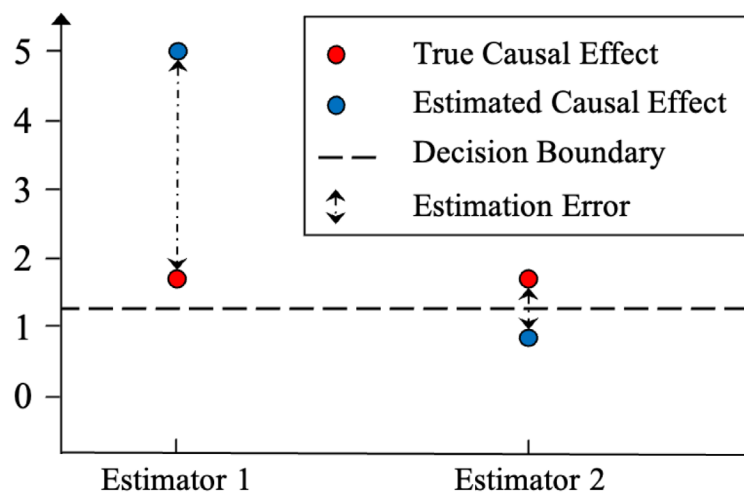 5
4
3
2
1
0
True Causal Effect
Estimated Causal Effect
Decision Boundary
Estimation Error
Estimator 1
Estimator 2